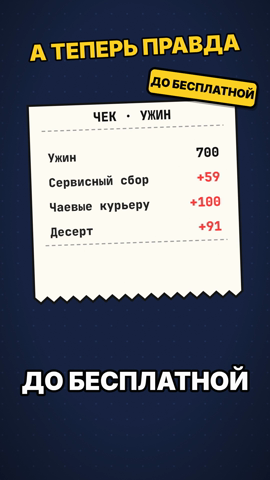 А ТЕПЕРЬ ПРАВДА
ДО БЕСПЛАТНОЙ
ЧЕК · УЖИН
Ужин 700
Сервисный сбор +59
Чаевые курьеру +100
Десерт +91
ДО БЕСПЛАТНОЙ